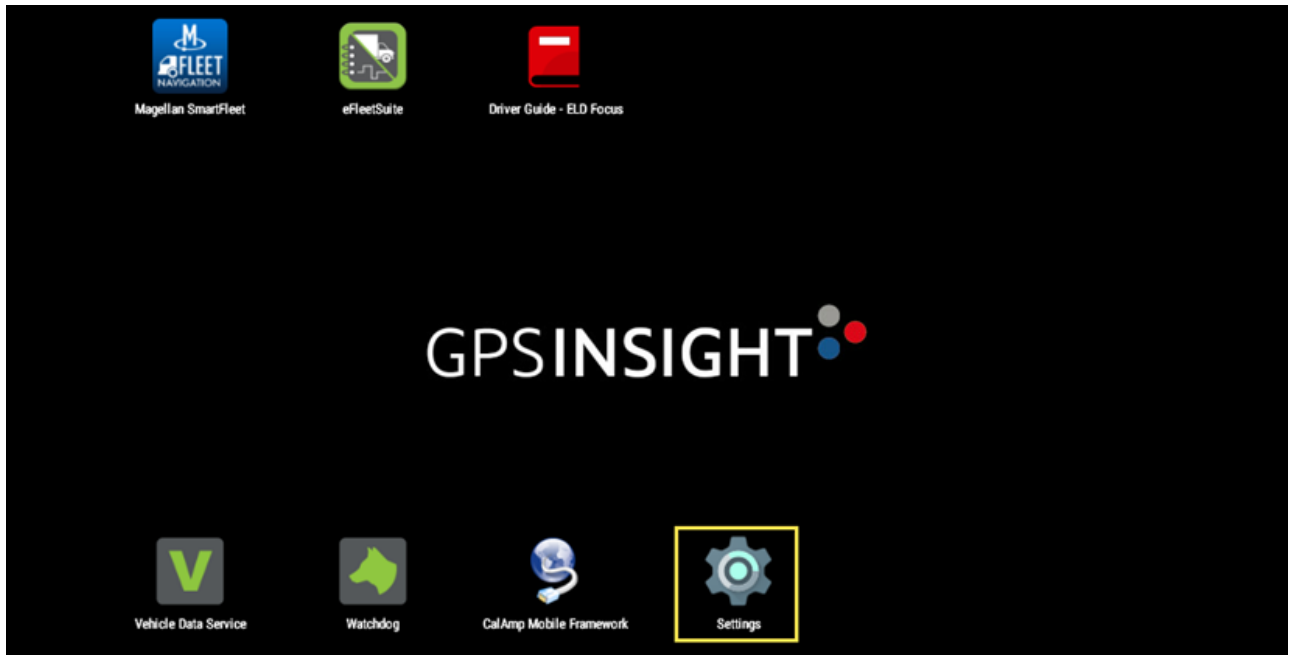 M
FLEET
NAVIGATION
Magellan SmartFleet
eFleetSuite
Driver Guide - ELD Focus
GPSINSIGHT
V
Vehicle Data Service
Watchdog
CalAmp Mobile Framework
Settings